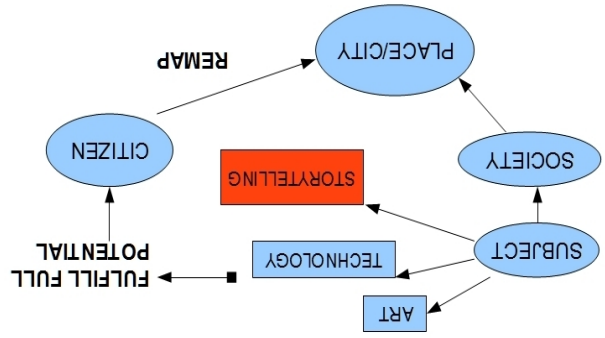 ART
SUBJECT
TECHNOLOGY
FULFILL FULL
POTENTIAL
STORYTELLING
SOCIETY
CITIZEN
REMAP
PLACE/CITY